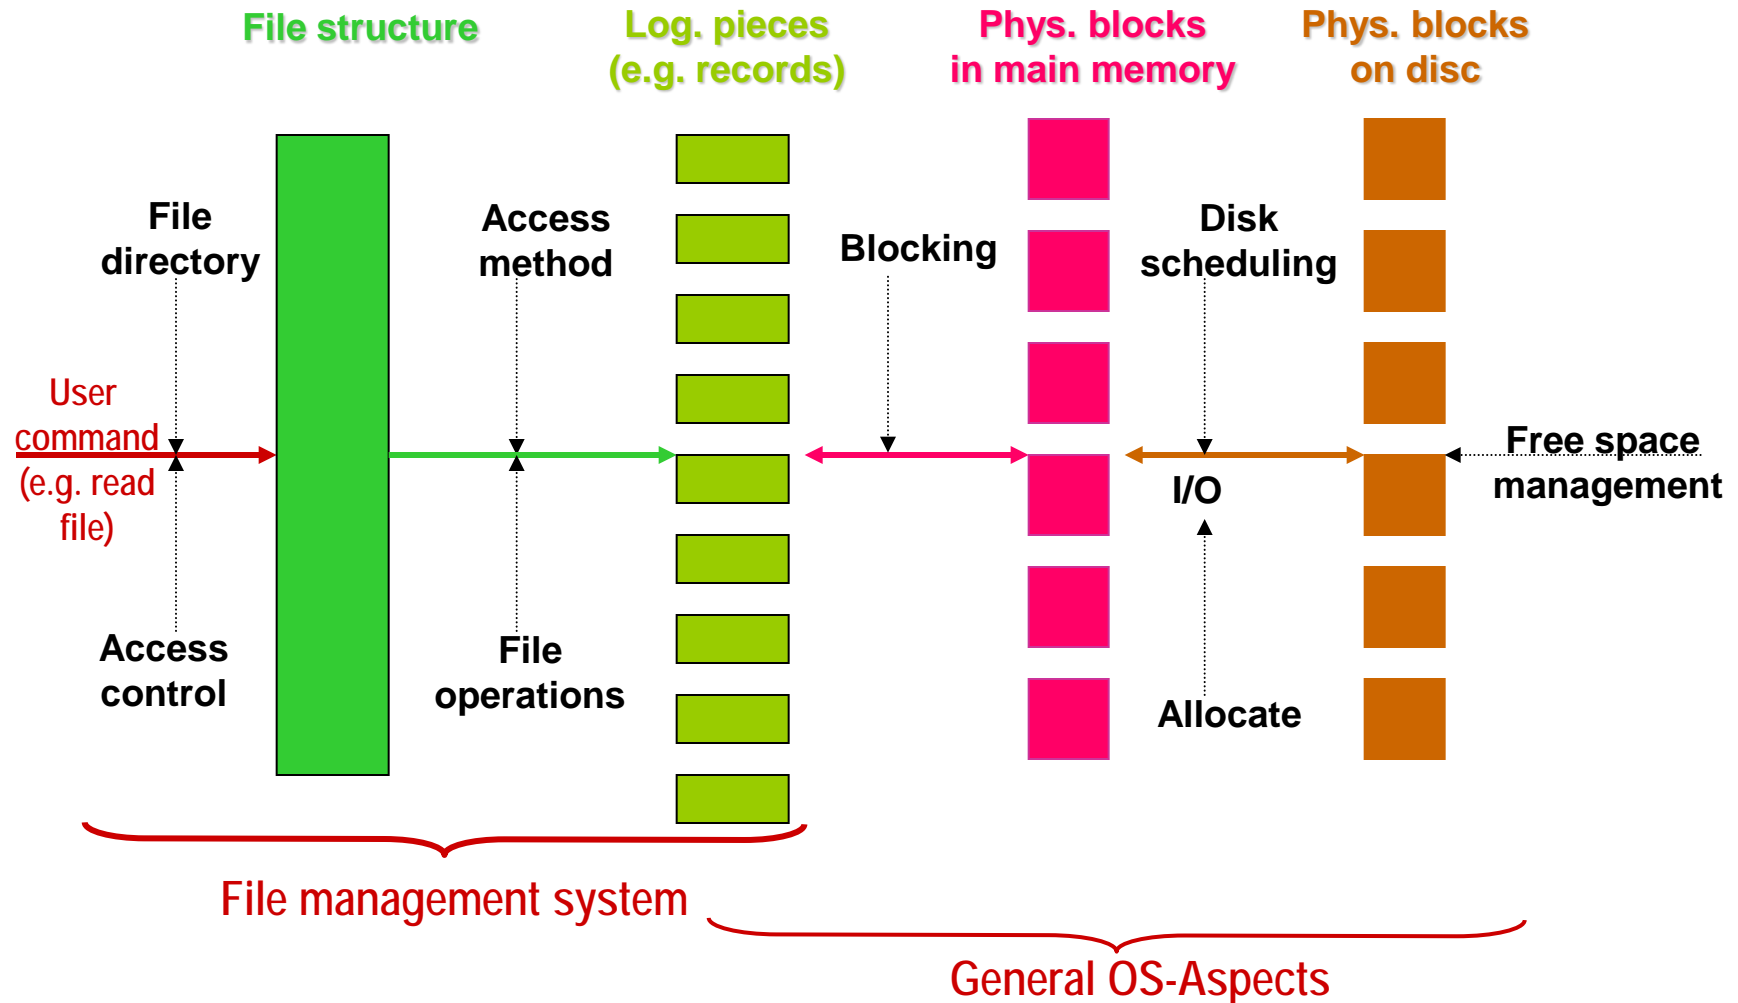 File structure
Log. pieces
(e.g. records)
Phys. blocks
in main memory
Phys. blocks
on disc
File
directory
Access
method
Blocking
Disk
scheduling
User
command
(e.g. read
file)
I/O
Free space
management
Access
control
File
operations
Allocate
File management system
General OS-Aspects